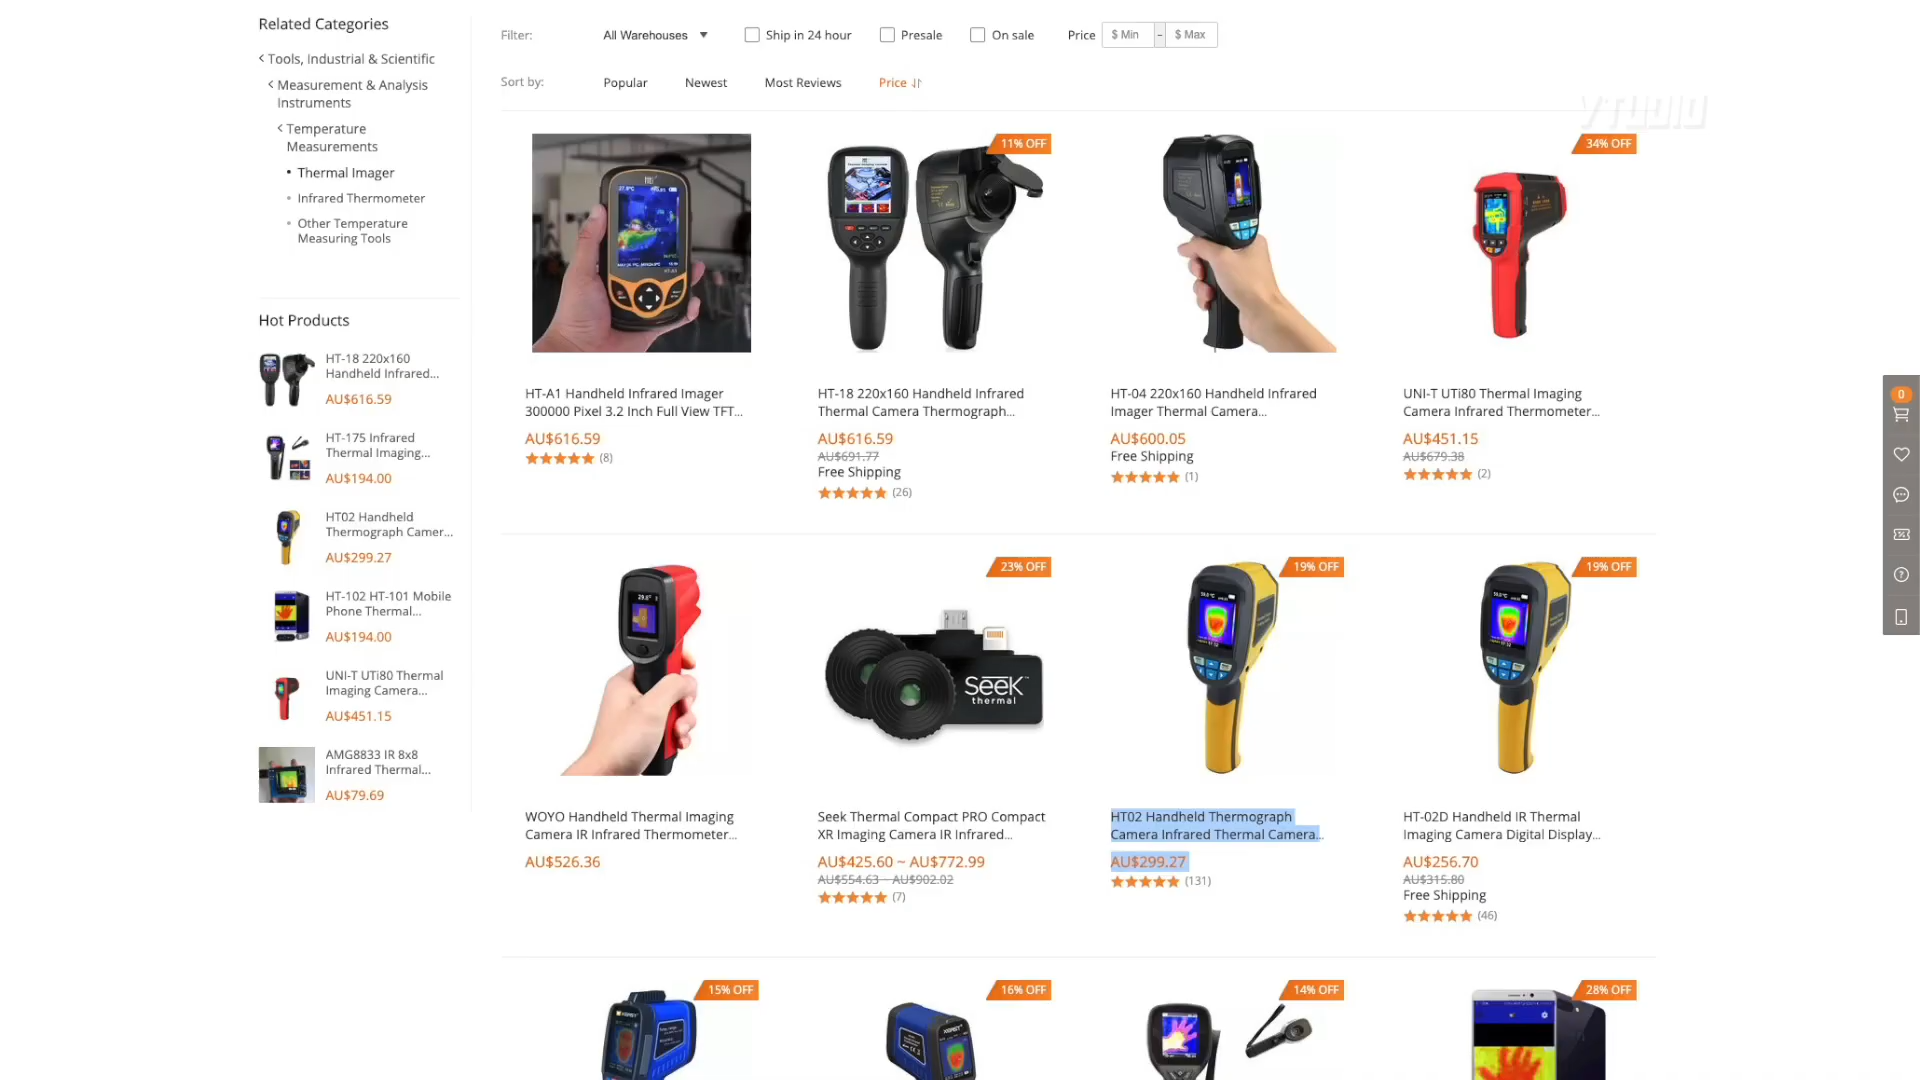 Related Categories
Tools, Industrial & Scientific
Measurement & Analysis
Instruments
Temperature
Measurements
Thermal Imager
Infrared Thermometer
Other Temperature
Measuring Tools
Hot Products
HT-18 220x160
Handheld Infrared...
AU$616.59
HT-175 Infrared
Thermal Imaging...
AU$194.00
HT02 Handheld
Thermograph Camer...
AU$299.27
HT-102 HT-101 Mobile
Phone Thermal...
AU$194.00
UNI-T UTi80 Thermal
Imaging Camera...
AU$451.15
AMG8833 IR 8x8
Infrared Thermal...
AU$79.69
Filter:
All Warehouses
Ship in 24 hour
Presale
On sale
Price $ Min - $ Max
Sort by:
Popular
Newest
Most Reviews
Price
VTUDIO
HT-A1 Handheld Infrared Imager
300000 Pixel 3.2 Inch Full View TFT...
AU$616.59
(8)
11% OFF
HT-18 220x160 Handheld Infrared
Thermal Camera Thermograph...
AU$616.59
AU$691.77
Free Shipping
(26)
HT-04 220x160 Handheld Infrared
Imager Thermal Camera...
AU$600.05
Free Shipping
(1)
34% OFF
UNI-T UTi80 Thermal Imaging
Camera Infrared Thermometer...
AU$451.15
AU$679.38
(2)
WOYO Handheld Thermal Imaging
Camera IR Infrared Thermometer...
AU$526.36
23% OFF
Seek
thermal
Seek Thermal Compact PRO Compact
XR Imaging Camera IR Infrared...
AU$425.60 ~ AU$772.99
AU$554.63 ~ AU$902.02
(7)
19% OFF
HT02 Handheld Thermograph
Camera Infrared Thermal Camera...
AU$299.27
(131)
19% OFF
HT-02D Handheld IR Thermal
Imaging Camera Digital Display...
AU$256.70
AU$315.80
Free Shipping
(46)
15% OFF
16% OFF
14% OFF
28% OFF
0